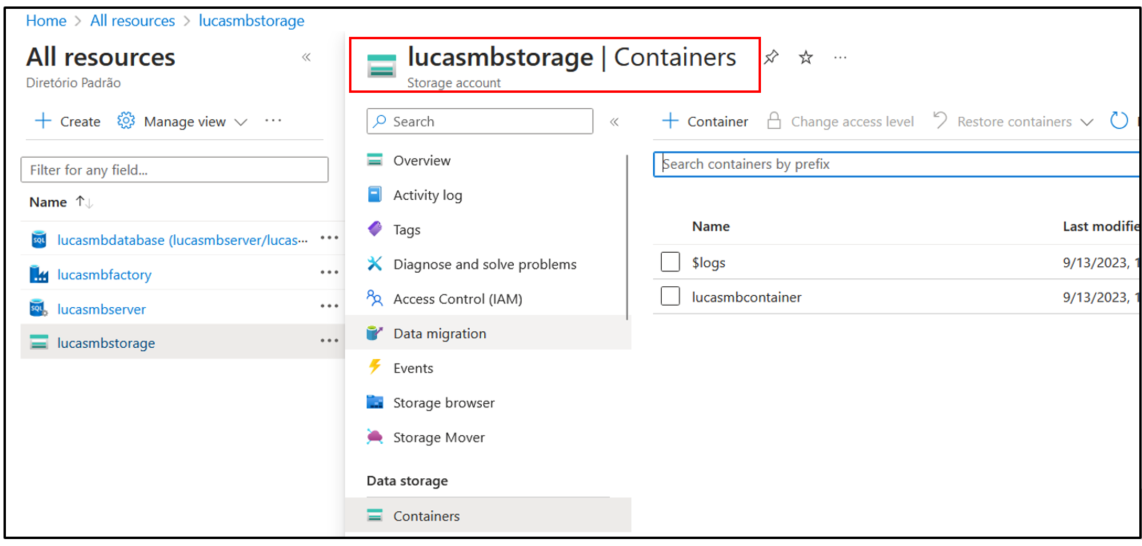 Home > All resources > lucasmbstorage
All resources «
Diretório Padrão
+ Create Manage view ···
Filter for any field...
Name ↑↓
lucasmbdatabase (lucasmbserver/lucas··· ···
lucasmbfactory ···
lucasmbserver ···
lucasmbstorage ···
lucasmbstorage | Containers ···
Storage account
Search «
Overview
Activity log
Tags
Diagnose and solve problems
Access Control (IAM)
Data migration
Events
Storage browser
Storage Mover
Data storage
Containers
+ Container Change access level Restore containers
Search containers by prefix
Name Last modifie
$logs 9/13/2023, 1
lucasmbcontainer 9/13/2023, 1